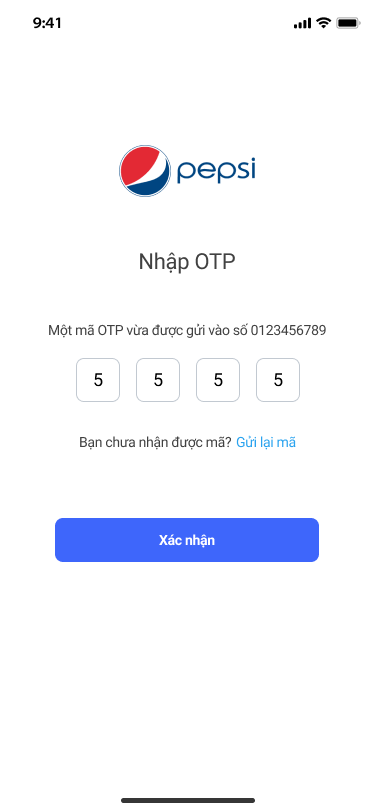 9:41
pepsi
Nhập OTP
Một mã OTP vừa được gửi vào số 0123456789
5 5 5 5
Bạn chưa nhận được mã? Gửi lại mã
Xác nhận